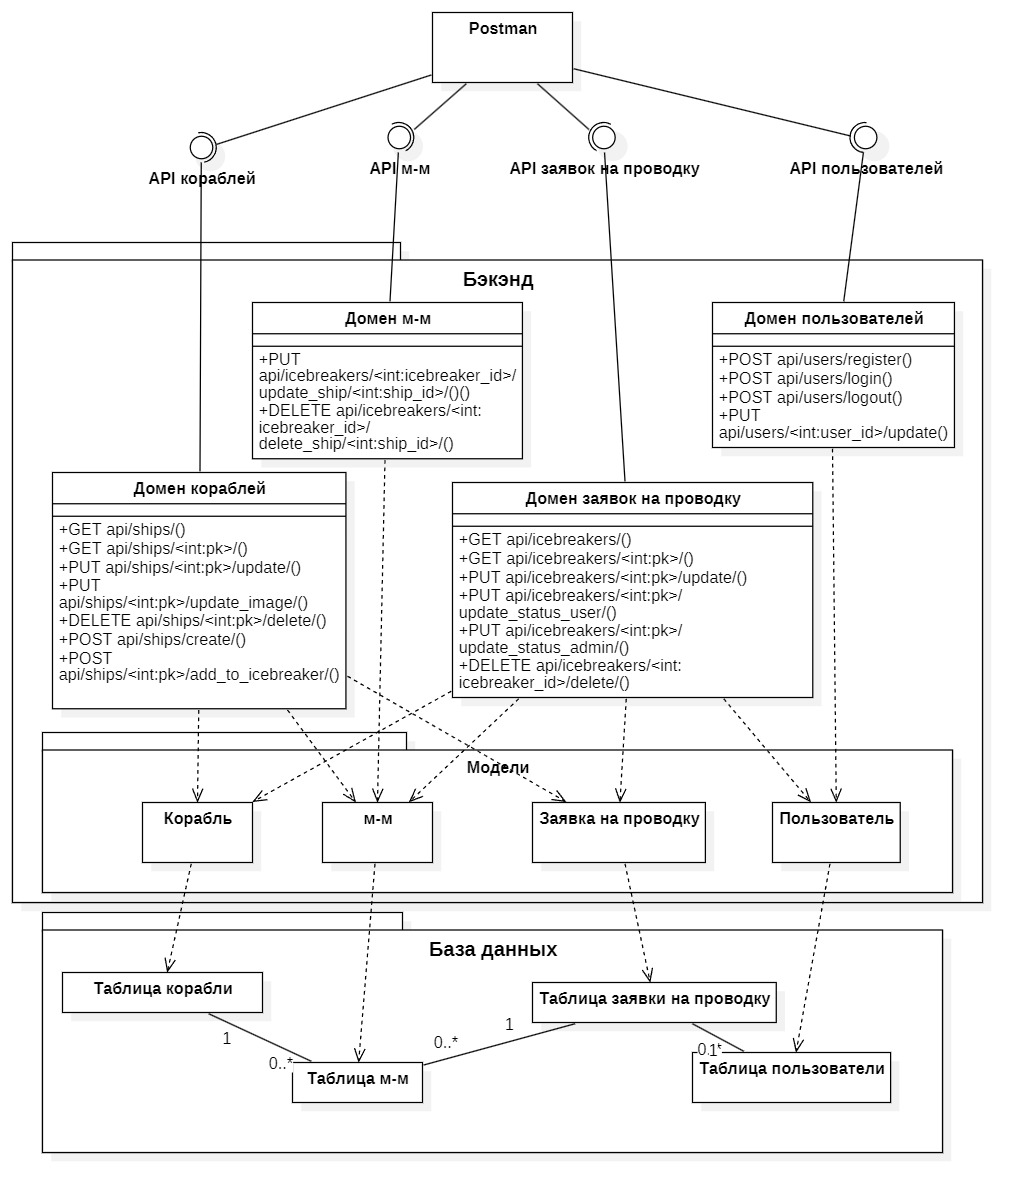 Postman
API кораблей
API м-м
API заявок на проводку
API пользователей
Бэкэнд
Домен м-м
+PUT
api/icebreakers/<int:icebreaker_id>/
update_ship/<int:ship_id>/()()
+DELETE api/icebreakers/<int:
icebreaker_id>/
delete_ship/<int:ship_id>/()
Домен пользователей
+POST api/users/register()
+POST api/users/login()
+POST api/users/logout()
+PUT
api/users/<int:user_id>/update()
Домен кораблей
+GET api/ships/()
+GET api/ships/<int:pk>/()
+PUT api/ships/<int:pk>/update/()
+PUT
api/ships/<int:pk>/update_image/()
+DELETE api/ships/<int:pk>/delete/()
+POST api/ships/create/()
+POST
api/ships/<int:pk>/add_to_icebreaker/()
Домен заявок на проводку
+GET api/icebreakers/()
+GET api/icebreakers/<int:pk>/()
+PUT api/icebreakers/<int:pk>/update/()
+PUT api/icebreakers/<int:pk>/
update_status_user/()
+PUT api/icebreakers/<int:pk>/
update_status_admin/()
+DELETE api/icebreakers/<int:
icebreaker_id>/delete/()
Модели
Корабль
м-м
Заявка на проводку
Пользователь
База данных
Таблица корабли
Таблица заявки на проводку
1
0..*
1
0..*
Таблица м-м
Таблица пользователи